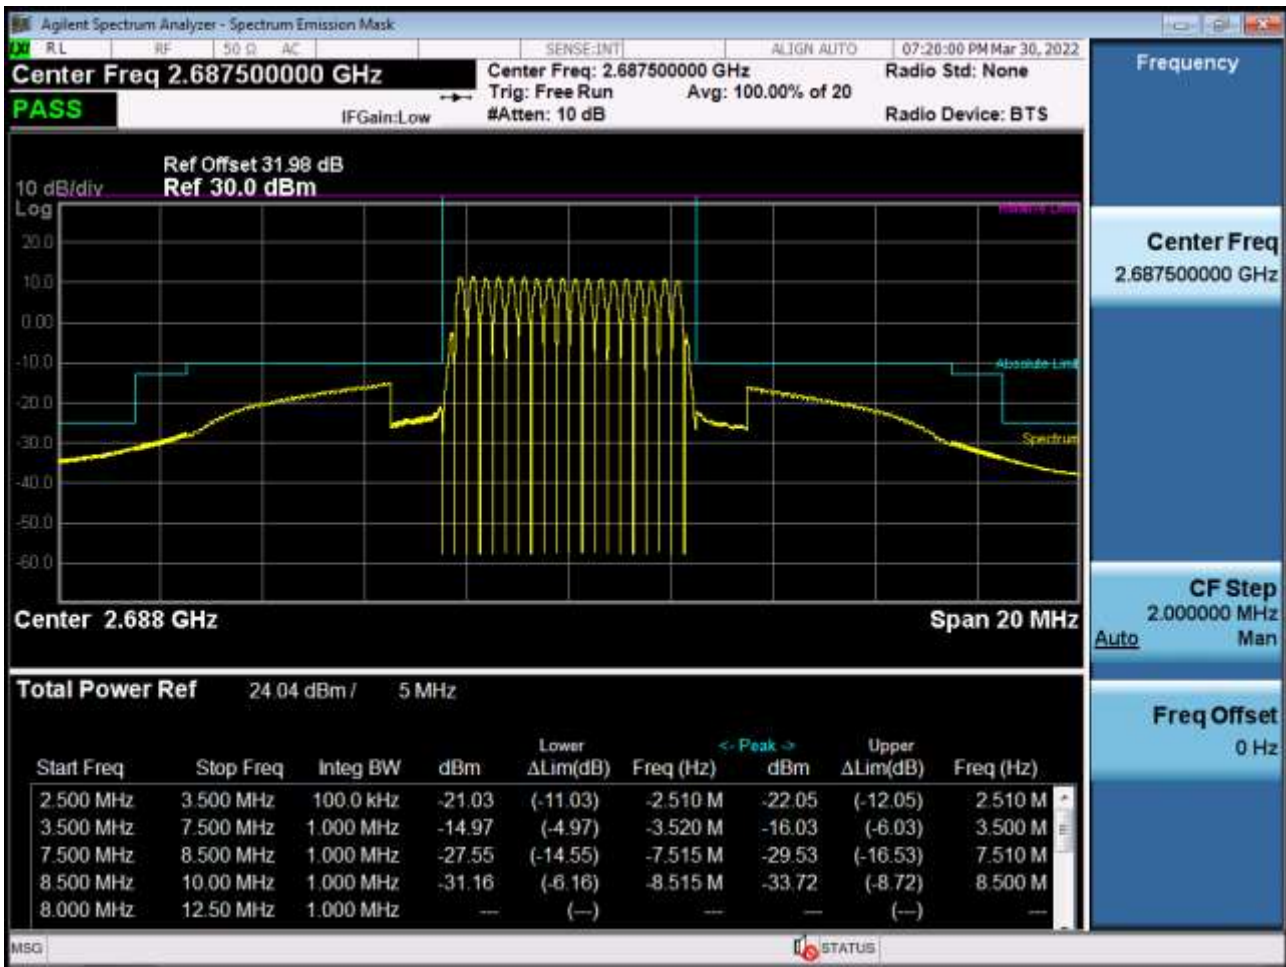 Agilent Spectrum Analyzer - Spectrum Emission Mask
LXI RL RF 50 Ω AC SENSE:INT ALIGN AUTO 07:20:00 PM Mar 30, 2022
Center Freq 2.687500000 GHz
Center Freq: 2.687500000 GHz Radio Std: None
Trig: Free Run Avg: 100.00% of 20
PASS
IFGain:Low #Atten: 10 dB Radio Device: BTS
Ref Offset 31.98 dB
10 dB/div Ref 30.0 dBm
Log
20.0
10.0
0.00
-10.0
Absolute Limit
-20.0
-30.0
Spectrum
-40.0
-50.0
-60.0
Center 2.688 GHz Span 20 MHz
Total Power Ref 24.04 dBm / 5 MHz
Lower <- Peak -> Upper
Start Freq Stop Freq Integ BW dBm ΔLim(dB) Freq (Hz) dBm ΔLim(dB) Freq (Hz)
2.500 MHz 3.500 MHz 100.0 kHz -21.03 (-11.03) -2.510 M -22.05 (-12.05) 2.510 M
3.500 MHz 7.500 MHz 1.000 MHz -14.97 (-4.97) -3.520 M -16.03 (-6.03) 3.500 M
7.500 MHz 8.500 MHz 1.000 MHz -27.55 (-14.55) -7.515 M -29.53 (-16.53) 7.510 M
8.500 MHz 10.00 MHz 1.000 MHz -31.16 (-6.16) -8.515 M -33.72 (-8.72) 8.500 M
8.000 MHz 12.50 MHz 1.000 MHz --- (---) --- --- (---) ---
MSG STATUS
Frequency
Center Freq
2.687500000 GHz
CF Step
2.000000 MHz
Auto Man
Freq Offset
0 Hz